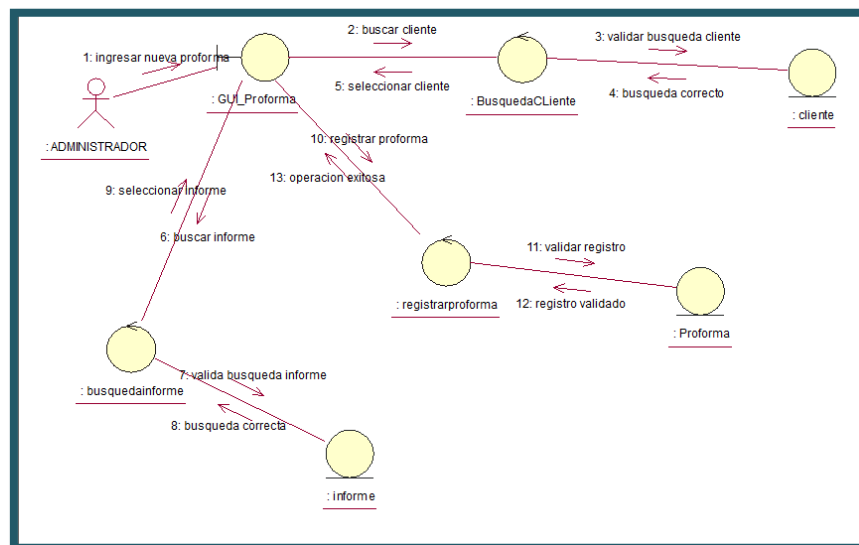 2: buscar cliente
3: validar busqueda cliente
1: ingresar nueva proforma
5: seleccionar cliente
4: busqueda correcto
: GUI_Proforma
: BusquedaCLiente
: cliente
: ADMINISTRADOR
10: registrar proforma
13: operacion exitosa
9: seleccionar informe
6: buscar informe
11: validar registro
12: registro validado
: registrarproforma
: Proforma
7: valida busqueda informe
: busquedainforme
8: busqueda correcta
: informe